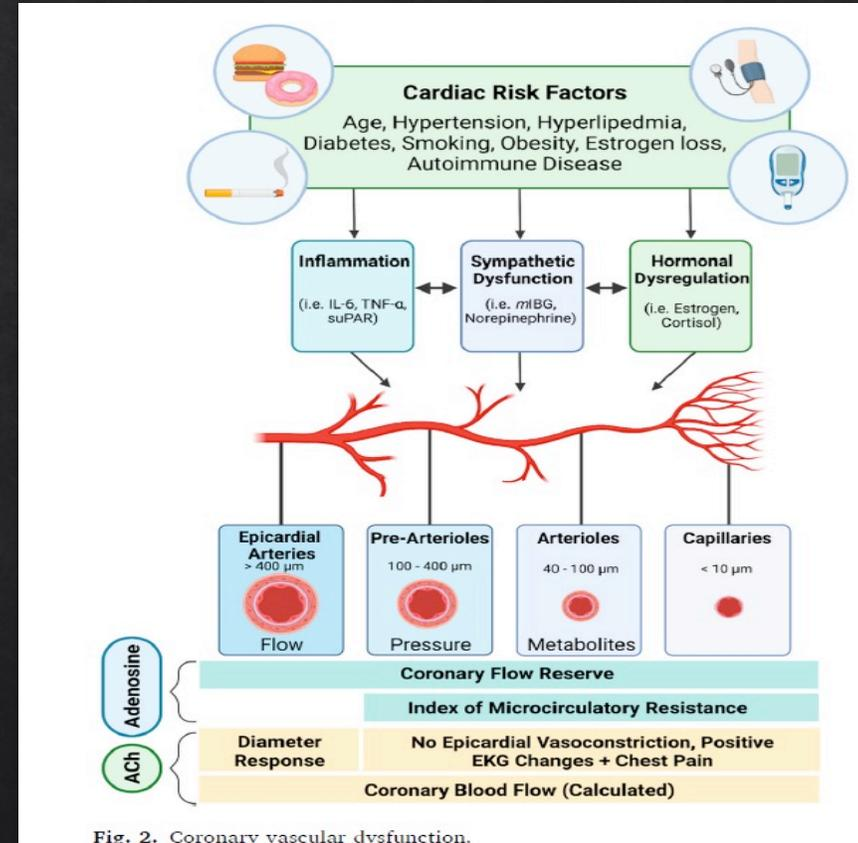 Cardiac Risk Factors
Age, Hypertension, Hyperlipedmia,
Diabetes, Smoking, Obesity, Estrogen loss,
Autoimmune Disease
Inflammation
(i.e. IL-6, TNF-α,
suPAR)
Sympathetic
Dysfunction
(i.e. mIBG,
Norepinephrine)
Hormonal
Dysregulation
(i.e. Estrogen,
Cortisol)
Epicardial
Arteries
> 400 µm
Flow
Pre-Arterioles
100 - 400 µm
Pressure
Arterioles
40 - 100 µm
Metabolites
Capillaries
< 10 µm
Adenosine
Coronary Flow Reserve
Index of Microcirculatory Resistance
ACh
Diameter
Response
No Epicardial Vasoconstriction, Positive
EKG Changes + Chest Pain
Coronary Blood Flow (Calculated)
Fig. 2. Coronary vascular dysfunction.